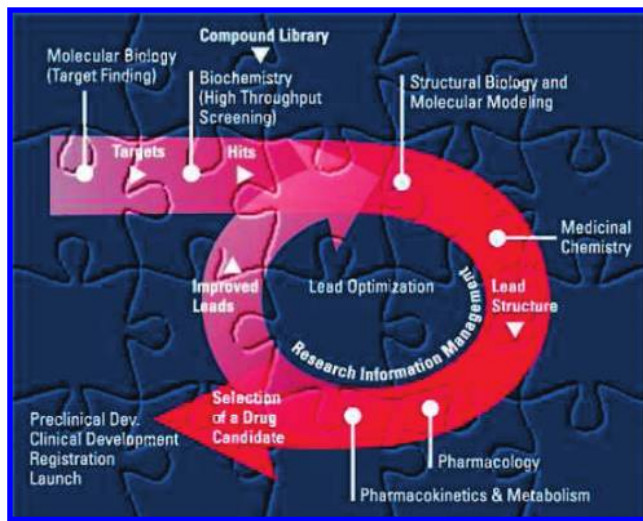 Compound Library
Molecular Biology
(Target Finding)
Biochemistry
(High Throughput
Screening)
Structural Biology and
Molecular Modeling
Targets
Hits
Medicinal
Chemistry
Improved
Leads
Lead Optimization
Lead
Structure
Research Information Management
Selection
of a Drug
Candidate
Preclinical Dev.
Clinical Development
Registration
Launch
Pharmacology
Pharmacokinetics & Metabolism